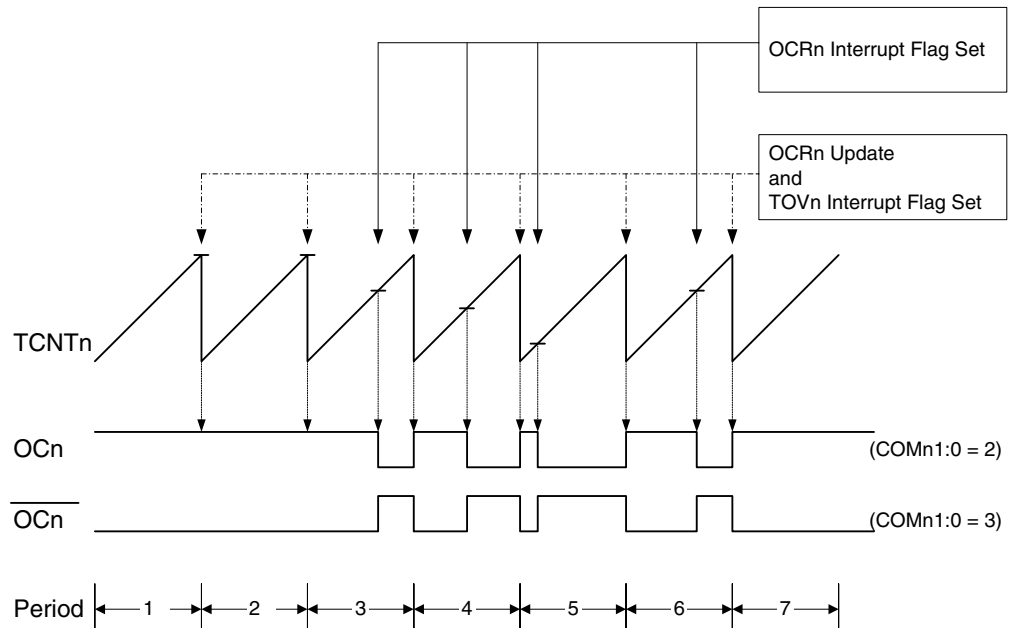 OCRn Interrupt Flag Set
OCRn Update
and
TOVn Interrupt Flag Set
TCNTn
OCn
(COMn1:0 = 2)
OCn
(COMn1:0 = 3)
Period 1 2 3 4 5 6 7